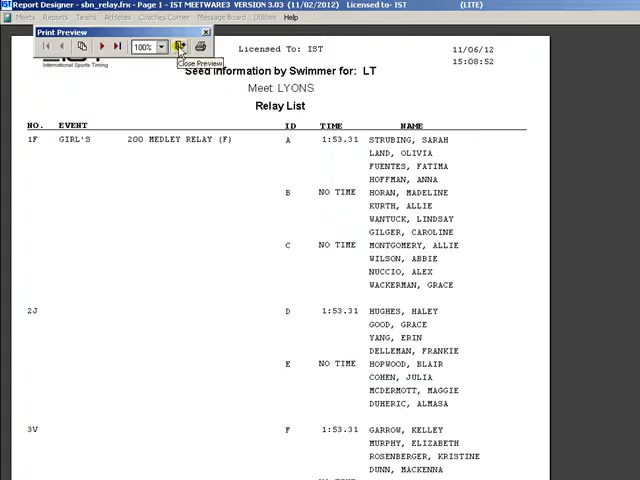 Report Designer - sbn_relay.frx - Page 1 - IST MEETWARE3 VERSION 3.03 (11/02/2012) Licensed to- IST (LITE)
Meets Reports Teams Athletes Coaches Corner Message Board Utilities Help
Print Preview
100%
Close Preview
Licensed To: IST 11/06/12
International Sports Timing 15:08:52
Seed Information by Swimmer for: LT
Meet: LYONS
Relay List
NO. EVENT ID TIME NAME
1F GIRL'S 200 MEDLEY RELAY (F) A 1:53.31 STRUBING, SARAH
LAND, OLIVIA
FUENTES, FATIMA
HOFFMAN, ANNA
B NO TIME HORAN, MADELINE
KURTH, ALLIE
WANTUCK, LINDSAY
GILGER, CAROLINE
C NO TIME MONTGOMERY, ALLIE
WILSON, ABBIE
NUCCIO, ALEX
WACKERMAN, GRACE
2J D 1:53.31 HUGHES, HALEY
GOOD, GRACE
YANG, ERIN
DELLEMAN, FRANKIE
E NO TIME HOPWOOD, BLAIR
COHEN, JULIA
MCDERMOTT, MAGGIE
DUHERIC, ALMASA
3V F 1:53.31 GARROW, KELLEY
MURPHY, ELIZABETH
ROSENBERGER, KRISTINE
DUNN, MACKENNA